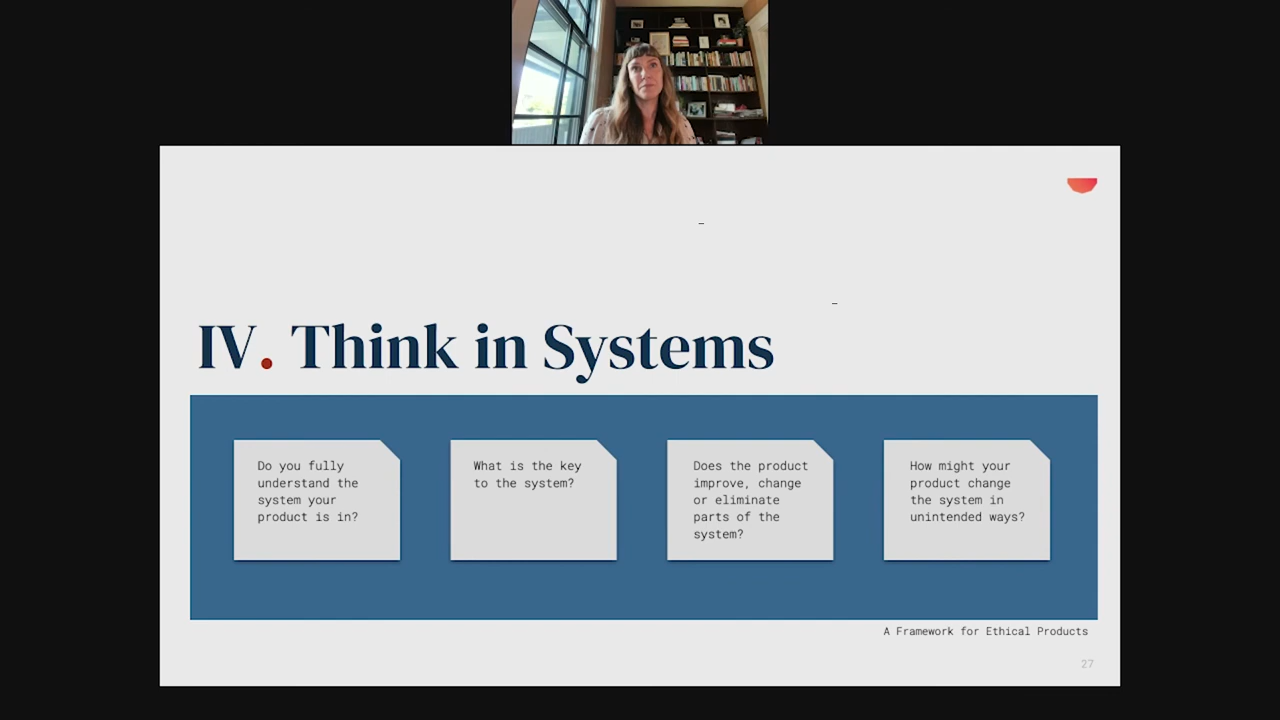 IV. Think in Systems
Do you fully
understand the
system your
product is in?
What is the key
to the system?
Does the product
improve, change
or eliminate
parts of the
system?
How might your
product change
the system in
unintended ways?
A Framework for Ethical Products
27